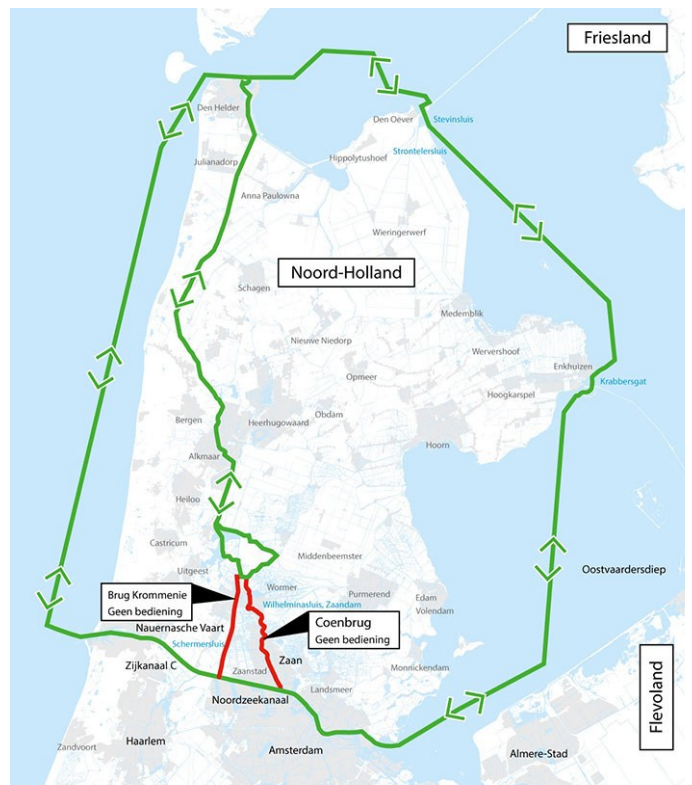 Friesland
Den Helder
Den Oever
Stevinsluis
Strontelersluis
Julianadorp
Hippolytushoef
Anna Paulowna
Wieringerwerf
Noord-Holland
Schagen
Medemblik
Nieuwe Niedorp
Wervershoof
Enkhuizen
Opmeer
Krabbersgat
Hoogkarspel
Bergen
Obdam
Heerhugowaard
Hoorn
Alkmaar
Heiloo
Castricum
Middenbeemster
Oostvaardersdiep
Uitgeest
Brug Krommenie
Geen bediening
Wormer
Purmerend
Edam
Volendam
Wilhelminasluis, Zaandam
Coenbrug
Geen bediening
Nauernasche Vaart
Schermersluis
Zijkanaal C
Zaan
Zaanstad
Monnickendam
Landsmeer
Noordzeekanaal
Flevoland
Zandvoort
Haarlem
Amsterdam
Almere-Stad